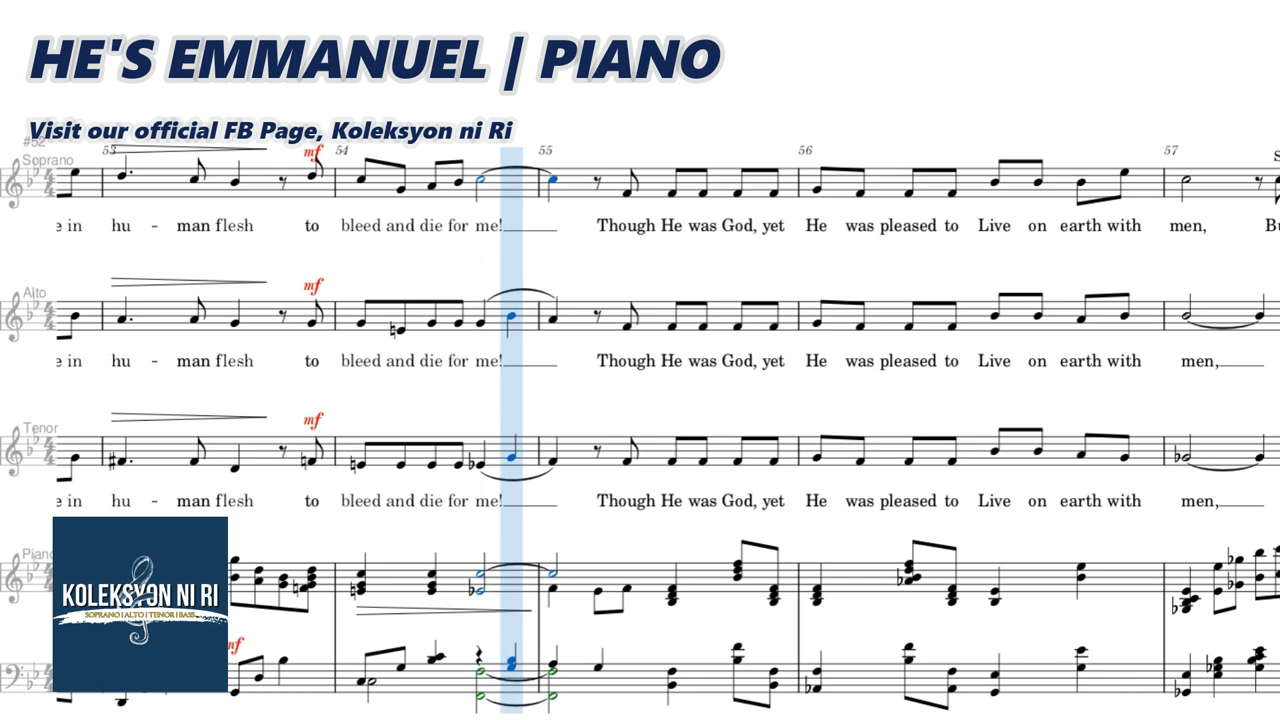 HE'S EMMANUEL | PIANO
Visit our official FB Page, Koleksyon ni Ri
#52 53 54 55 56 57
Soprano
mf
e in hu - man flesh to bleed and die for me! Though He was God, yet He was pleased to Live on earth with men, Bu
Alto
mf
e in hu - man flesh to bleed and die for me! Though He was God, yet He was pleased to Live on earth with men,
Tenor
mf
e in hu - man flesh to bleed and die for me! Though He was God, yet He was pleased to Live on earth with men,
Piano
KOLEKSYON NI RI
SOPRANO | ALTO | TENOR | BASS
mf